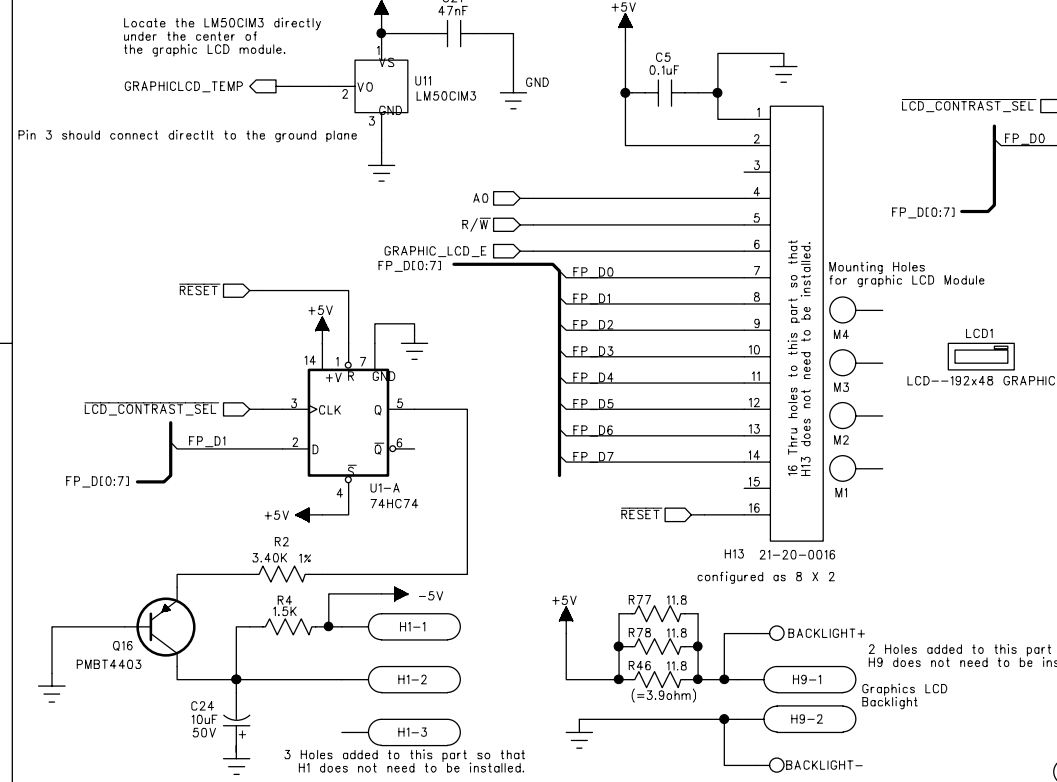 Locate the LM50CIM3 directly
under the center of
the graphic LCD module.
47nF
1
VS
GRAPHICLCD_TEMP
2
VO
U11
LM50CIM3
GND
3
GND
Pin 3 should connect directlt to the ground plane
+5V
C5
0.1uF
1
2
3
A0
4
R/W
5
GRAPHIC_LCD_E
6
FP_D[0:7]
FP_D0
7
FP_D1
8
FP_D2
9
FP_D3
10
FP_D4
11
FP_D5
12
FP_D6
13
FP_D7
14
15
RESET
16
16 Thru holes to this part so that
H13 does not need to be installed.
H13 21-20-0016
configured as 8 X 2
LCD_CONTRAST_SEL
FP_D0
FP_D[0:7]
Mounting Holes
for graphic LCD Module
M4
M3
M2
M1
LCD1
LCD--192x48 GRAPHIC
RESET
+5V
14
1
7
+V
R
GND
LCD_CONTRAST_SEL
3
CLK
Q
5
FP_D1
2
D
Q
6
FP_D[0:7]
S
4
U1-A
74HC74
+5V
R2
3.40K 1%
R4
1.5K
-5V
H1-1
Q16
PMBT4403
H1-2
C24
10uF
50V
+
H1-3
3 Holes added to this part so that
H1 does not need to be installed.
+5V
R77 11.8
R78 11.8
R46 11.8
(=3.9ohm)
BACKLIGHT+
2 Holes added to this part
H9 does not need to be ins
H9-1
Graphics LCD
Backlight
H9-2
BACKLIGHT-